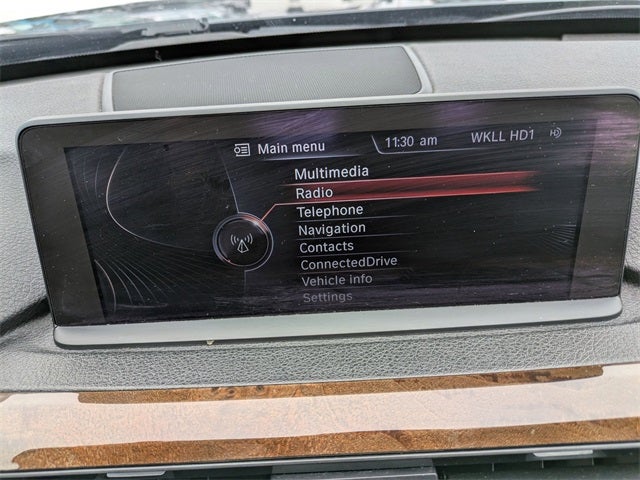 Main menu 11:30 am WKLL HD1
Multimedia
Radio
Telephone
Navigation
Contacts
ConnectedDrive
Vehicle info
Settings